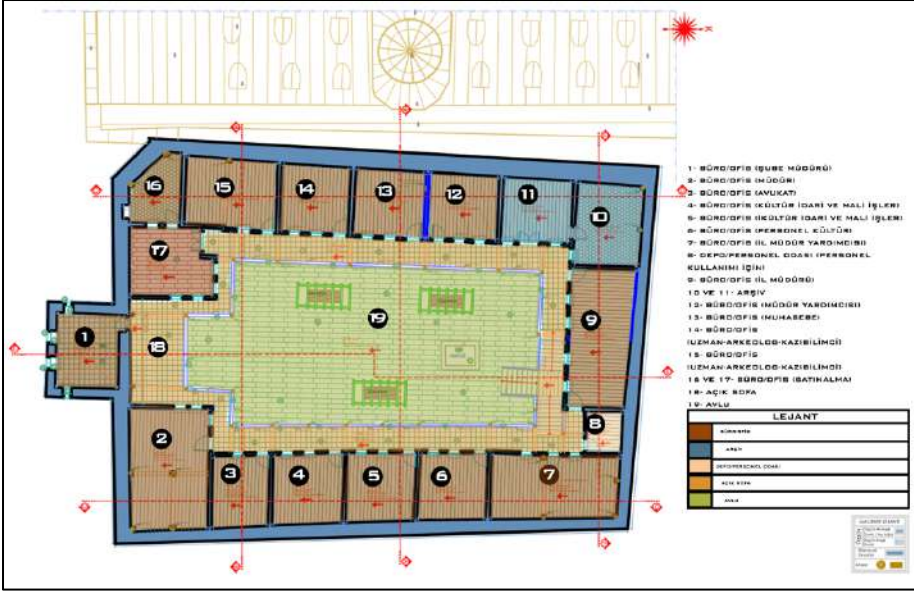 1- BÜRO/OFİS (ŞUBE MÜDÜRÜ)
2- BÜRO/OFİS (MÜDÜR)
3- BÜRO/OFİS (AVUKAT)
4- BÜRO/OFİS (KÜLTÜR İDARİ VE MALİ İŞLER)
5- BÜRO/OFİS (KÜLTÜR İDARİ VE MALİ İŞLER)
6- BÜRO/OFİS (PERSONEL KÜLTÜR)
7- BÜRO/OFİS (İL MÜDÜR YARDIMCISI)
8- DEPO/PERSONEL ODASI (PERSONEL
KULLANIMI İÇİN)
9- BÜRO/OFİS (İL MÜDÜRÜ)
10 VE 11- ARŞİV
12- BÜRO/OFİS (MÜDÜR YARDIMCISI)
13- BÜRO/OFİS (MUHASEBE)
14- BÜRO/OFİS
(UZMAN-ARKEOLOG-KAZIBİLİMCİ)
15- BÜRO/OFİS
(UZMAN-ARKEOLOG-KAZIBİLİMCİ)
16 VE 17- BÜRO/OFİS (SATINALMA)
18- AÇIK SOFA
19- AVLU
LEJANT
BÜRO/OFİS
ARŞİV
DEPO/PERSONEL ODASI
AÇIK SOFA
AVLU
16
15
14
13
12
11
10
17
19
9
1
18
2
8
3
4
5
6
7